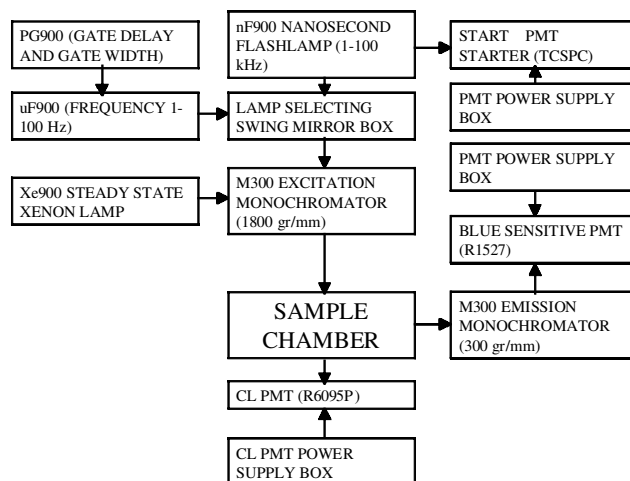 PG900 (GATE DELAY
AND GATE WIDTH)
nF900 NANOSECOND
FLASHLAMP (1-100
kHz)
START PMT
STARTER (TCSPC)
uF900 (FREQUENCY 1-
100 Hz)
LAMP SELECTING
SWING MIRROR BOX
PMT POWER SUPPLY
BOX
Xe900 STEADY STATE
XENON LAMP
M300 EXCITATION
MONOCHROMATOR
(1800 gr/mm)
PMT POWER SUPPLY
BOX
BLUE SENSITIVE PMT
(R1527)
SAMPLE
CHAMBER
M300 EMISSION
MONOCHROMATOR
(300 gr/mm)
CL PMT (R6095P)
CL PMT POWER
SUPPLY BOX